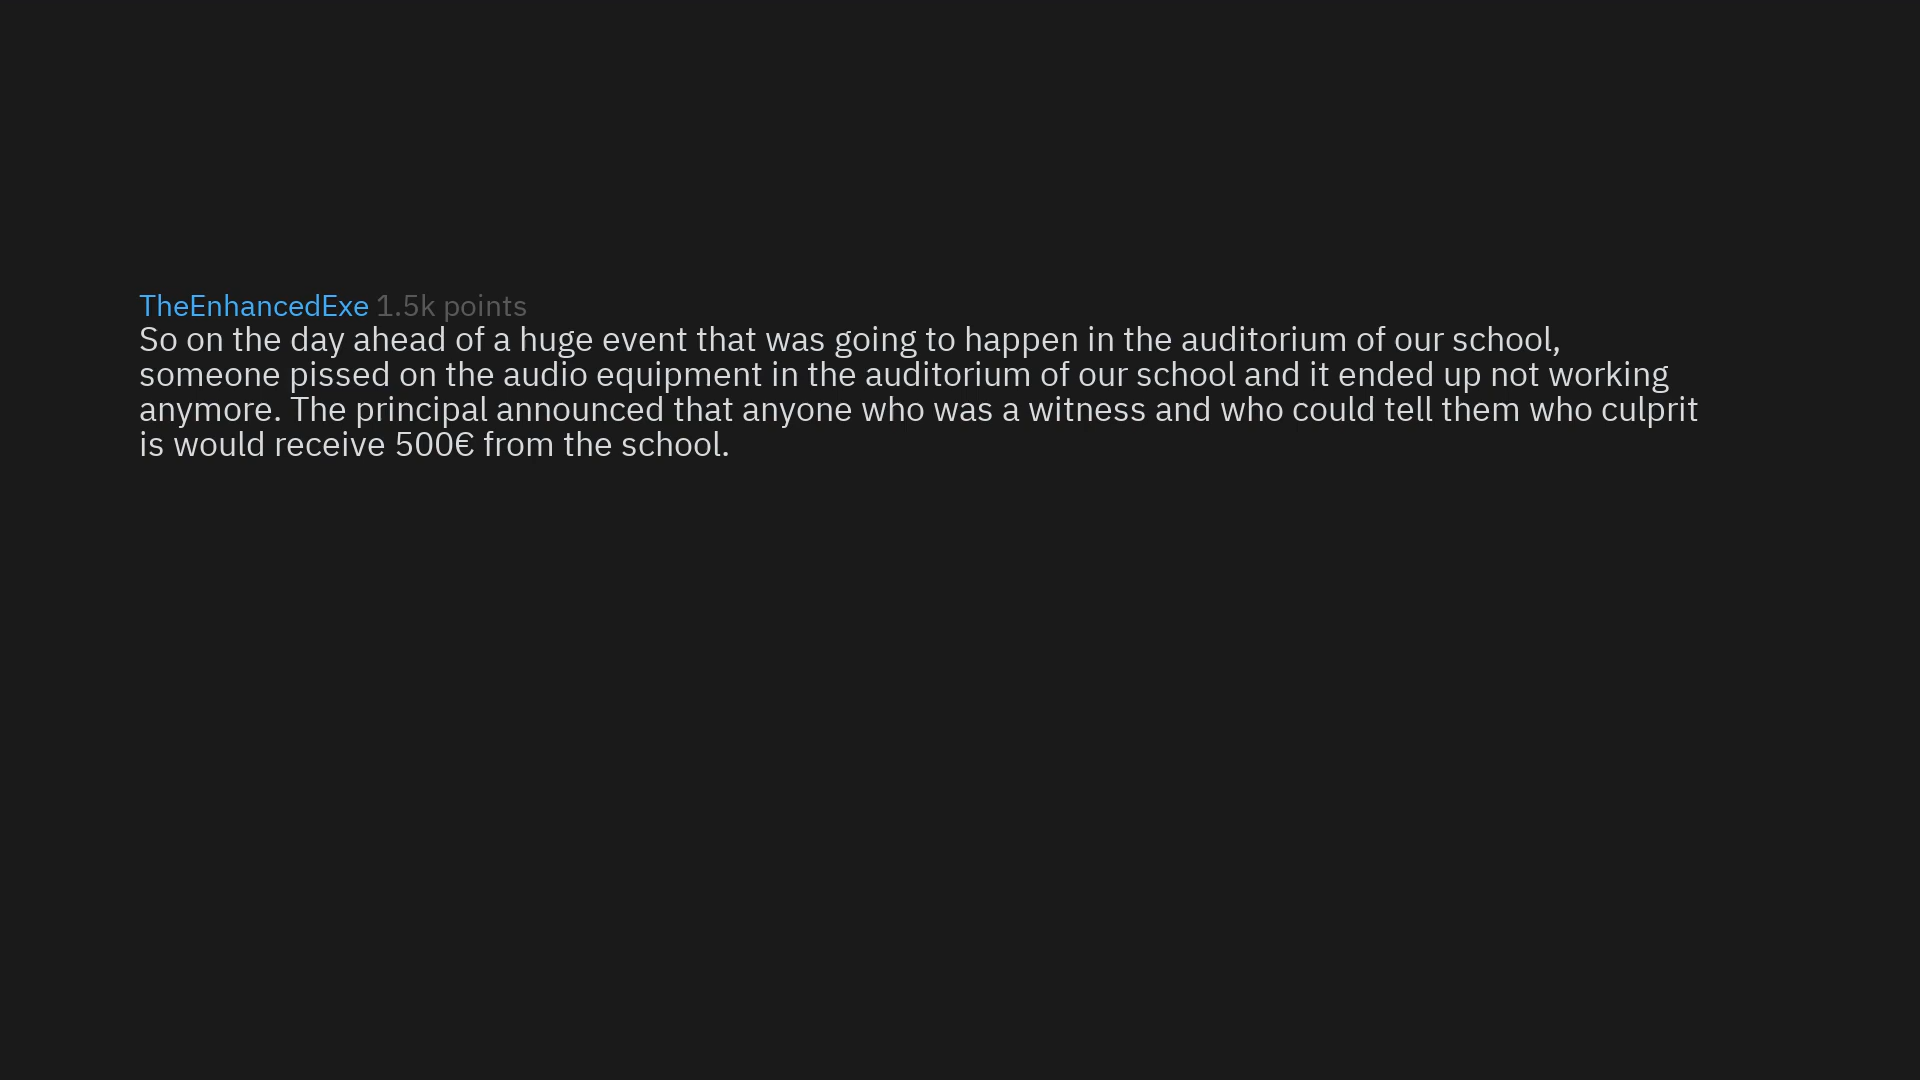 TheEnhancedExe 1.5k points
So on the day ahead of a huge event that was going to happen in the auditorium of our school,
someone pissed on the audio equipment in the auditorium of our school and it ended up not working
anymore. The principal announced that anyone who was a witness and who could tell them who culprit
is would receive 500€ from the school.